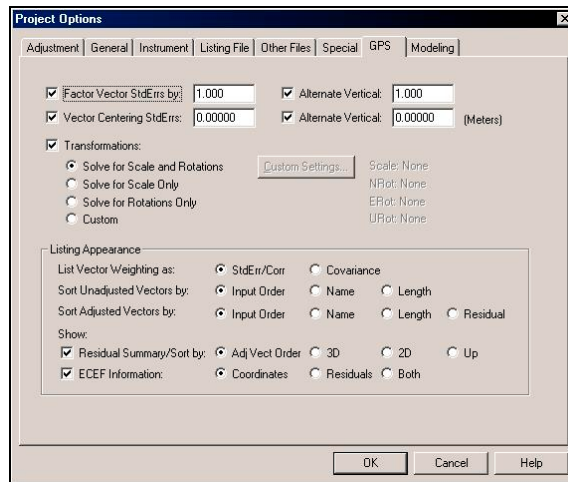 Project Options
Adjustment General Instrument Listing File Other Files Special GPS Modeling
Factor Vector StdErrs by: 1.000 Alternate Vertical: 1.000
Vector Centering StdErrs: 0.00000 Alternate Vertical: 0.00000 (Meters)
Transformations:
Solve for Scale and Rotations Custom Settings... Scale: None
Solve for Scale Only NRot: None
Solve for Rotations Only ERot: None
Custom URot: None
Listing Appearance
List Vector Weighting as: StdErr/Corr Covariance
Sort Unadjusted Vectors by: Input Order Name Length
Sort Adjusted Vectors by: Input Order Name Length Residual
Show:
Residual Summary/Sort by: Adj Vect Order 3D 2D Up
ECEF Information: Coordinates Residuals Both
OK Cancel Help